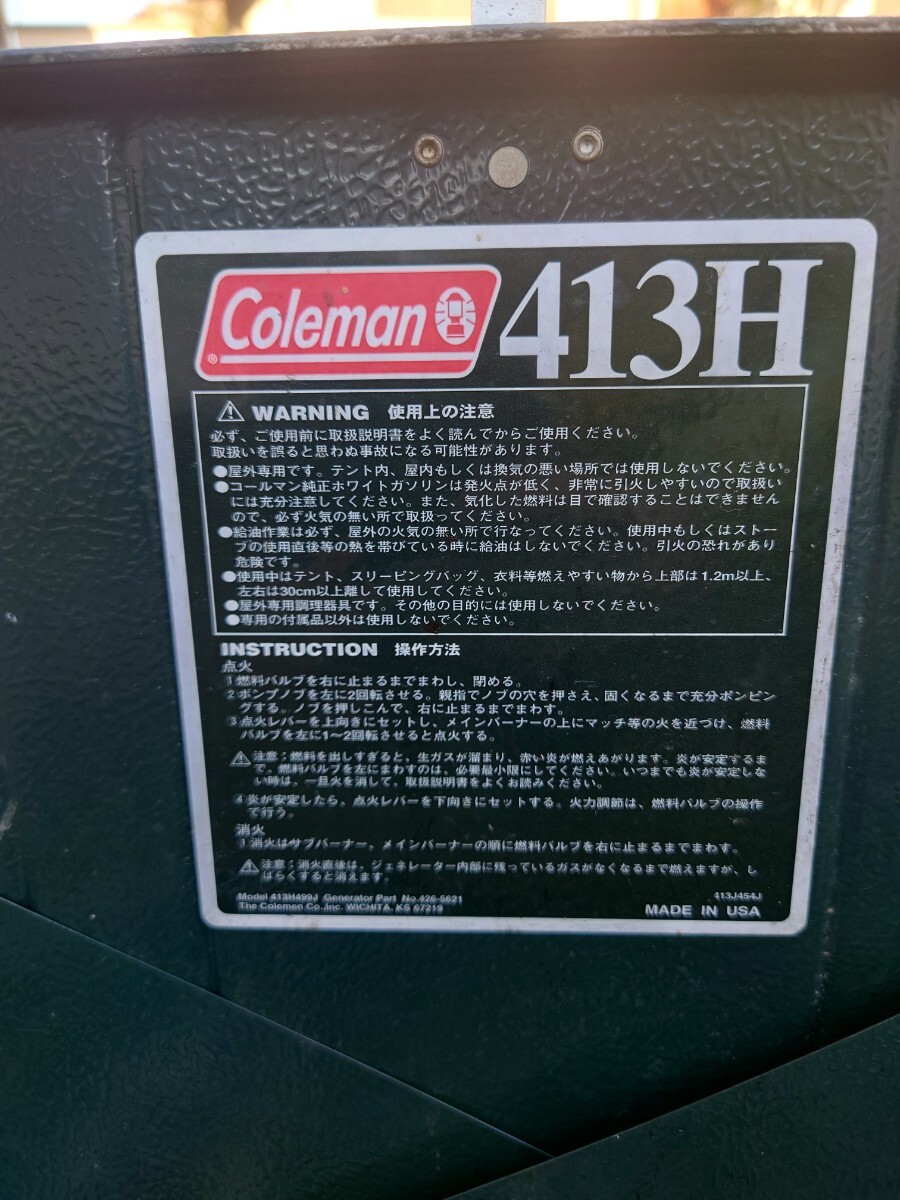 Coleman ® 413H
⚠ WARNING 使用上の注意
必ず、ご使用前に取扱説明書をよく読んでからご使用ください。
取扱いを誤ると思わぬ事故になる可能性があります。
●屋外専用です。テント内、屋内もしくは換気の悪い場所では使用しないでください。
●コールマン純正ホワイトガソリンは発火点が低く、非常に引火しやすいので取扱い
には充分注意してください。また、気化した燃料は目で確認することはできません
ので、必ず火気の無い所で取扱ってください。
●給油作業は必ず、屋外の火気の無い所で行なってください。使用中もしくはストー
ブの使用直後等の熱を帯びている時に給油はしないでください。引火の恐れがあり
危険です。
●使用中はテント、スリーピングバッグ、衣料等燃えやすい物から上部は1.2m以上、
左右は30cm以上離して使用してください。
●屋外専用調理器具です。その他の目的には使用しないでください。
●専用の付属品以外は使用しないでください。
INSTRUCTION 操作方法
点火
1 燃料バルブを右に止まるまでまわし、閉める。
2 ポンプノブを左に2回転させる。親指でノブの穴を押さえ、固くなるまで充分ポンピン
グする。ノブを押しこんで、右に止まるまでまわす。
3 点火レバーを上向きにセットし、メインバーナーの上にマッチ等の火を近づけ、燃料
バルブを左に1〜2回転させると点火する。
⚠ 注意：燃料を出しすぎると、生ガスが溜まり、赤い炎が燃えあがります。炎が安定するま
で、燃料バルブを左にまわすのは、必要最小限にしてください。いつまでも炎が安定しな
い時は、一旦火を消して、取扱説明書をよくお読みください。
4 炎が安定したら、点火レバーを下向きにセットする。火力調節は、燃料バルブの操作
で行う。
消火
1 消火はサブバーナー、メインバーナーの順に燃料バルブを右に止まるまでまわす。
⚠ 注意：消火直後は、ジェネレーター内部に残っているガスがなくなるまで燃えますが、し
ばらくすると消えます。
Model 413H499J Generator Part No.426-5621
413J454J
The Coleman Co.,Inc. WICHITA, KS 67219
MADE IN USA